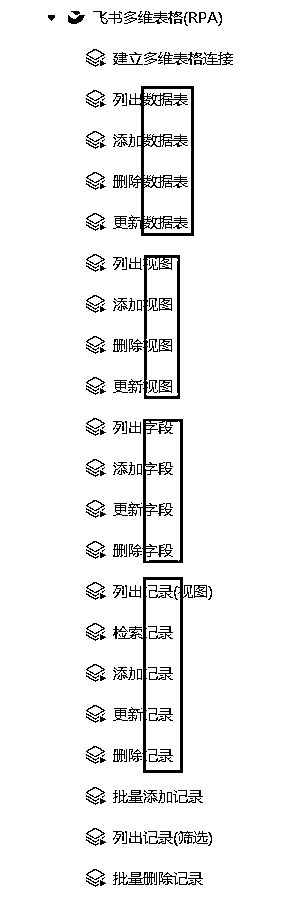 飞书多维表格(RPA)
建立多维表格连接
列出数据表
添加数据表
删除数据表
更新数据表
列出视图
添加视图
删除视图
更新视图
列出字段
添加字段
更新字段
删除字段
列出记录(视图)
检索记录
添加记录
更新记录
删除记录
批量添加记录
列出记录(筛选)
批量删除记录